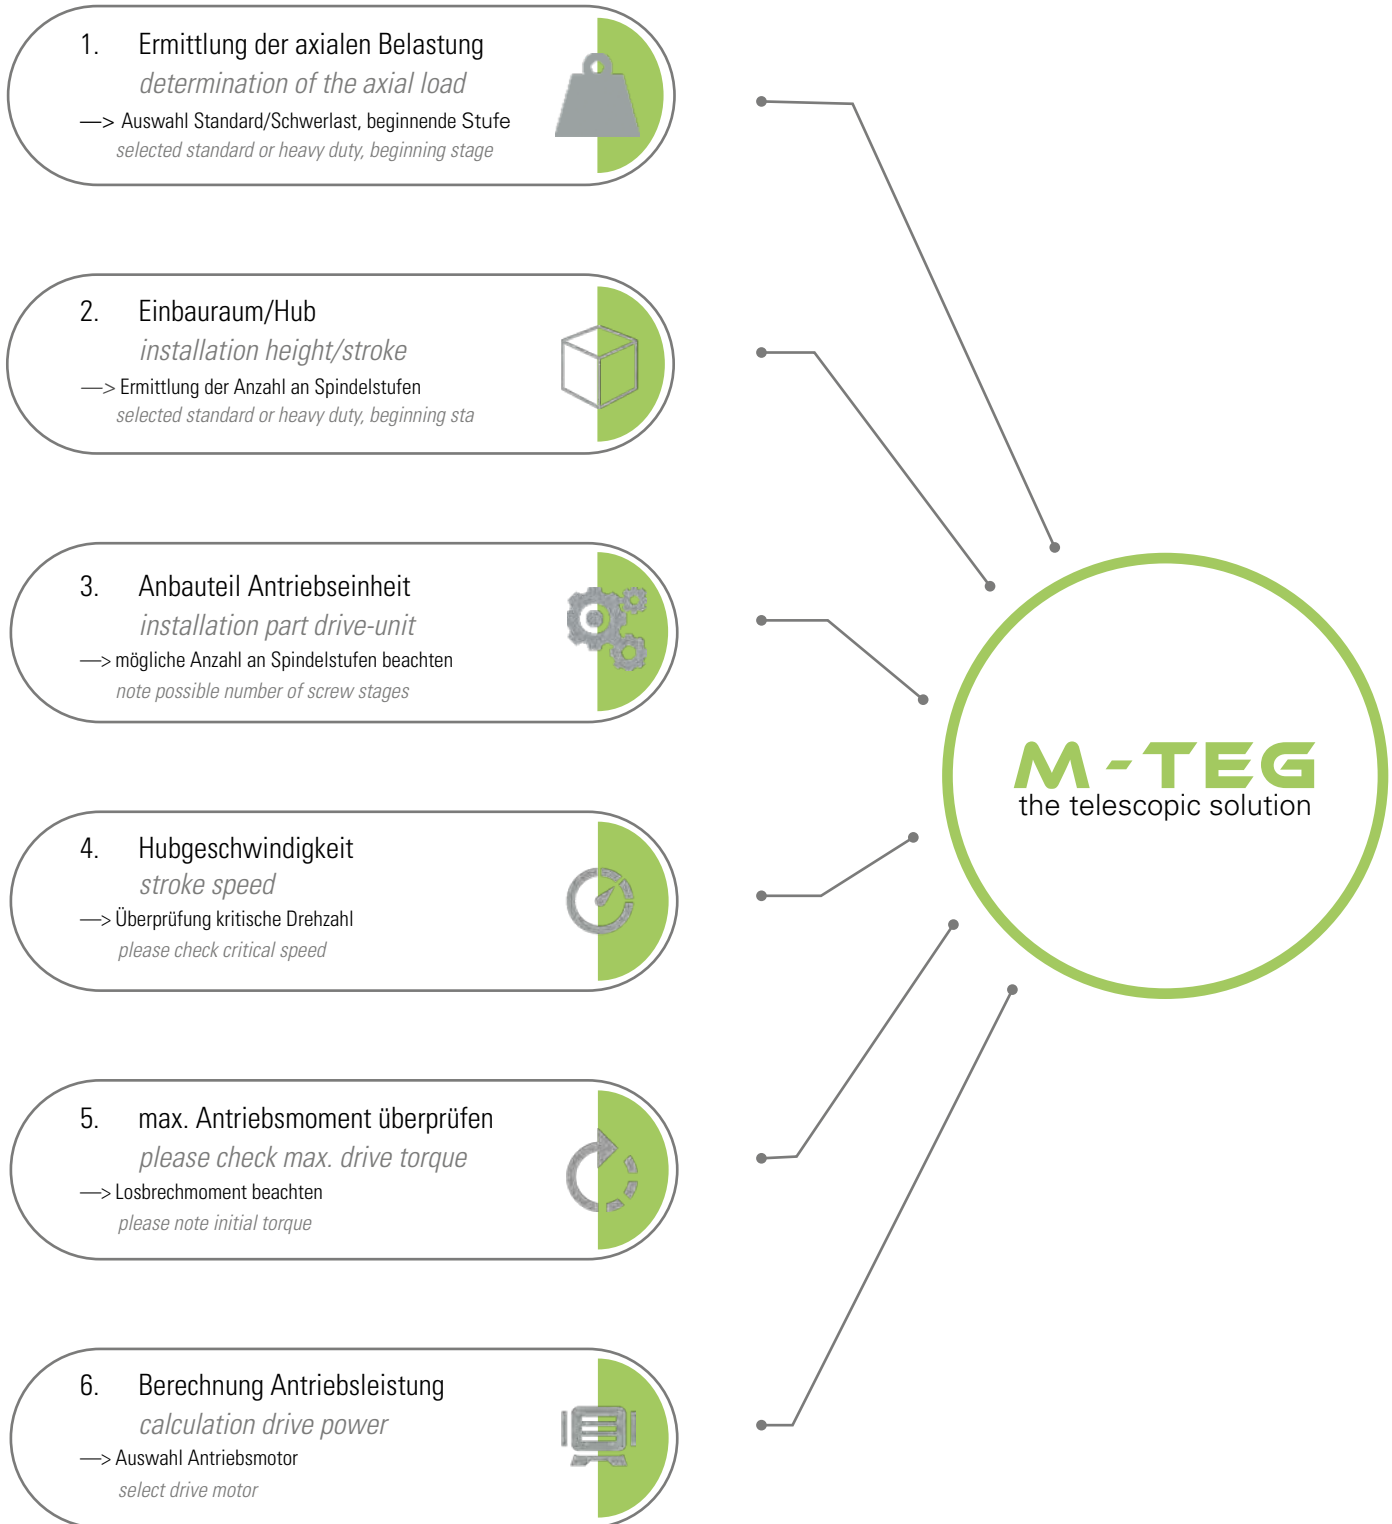 1. Ermittlung der axialen Belastung
determination of the axial load
—> Auswahl Standard/Schwerlast, beginnende Stufe
selected standard or heavy duty, beginning stage
2. Einbauraum/Hub
installation height/stroke
—> Ermittlung der Anzahl an Spindelstufen
selected standard or heavy duty, beginning sta
3. Anbauteil Antriebseinheit
installation part drive-unit
—> mögliche Anzahl an Spindelstufen beachten
note possible number of screw stages
4. Hubgeschwindigkeit
stroke speed
—> Überprüfung kritische Drehzahl
please check critical speed
5. max. Antriebsmoment überprüfen
please check max. drive torque
—> Losbrechmoment beachten
please note initial torque
6. Berechnung Antriebsleistung
calculation drive power
—> Auswahl Antriebsmotor
select drive motor
M-TEG
the telescopic solution